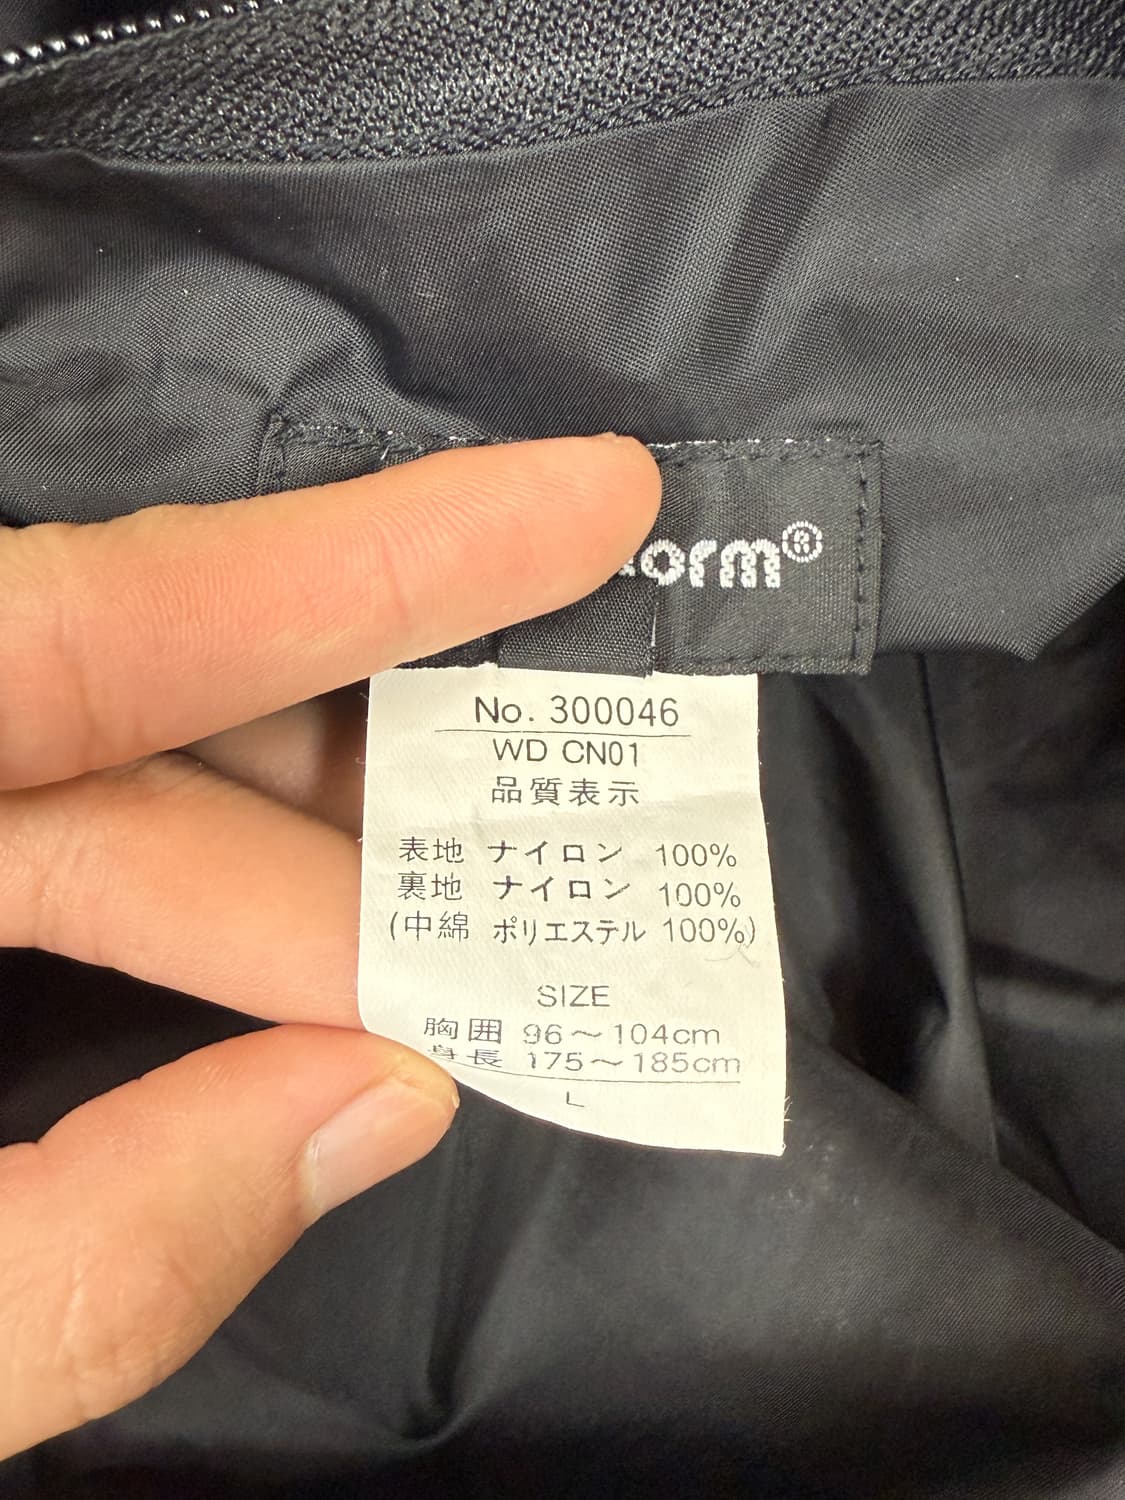 orm®
No. 300046
WD CN01
品質表示
表地 ナイロン 100%
裏地 ナイロン 100%
(中綿 ポリエステル 100%)
SIZE
胸囲 96～104cm
身長 175～185cm
L